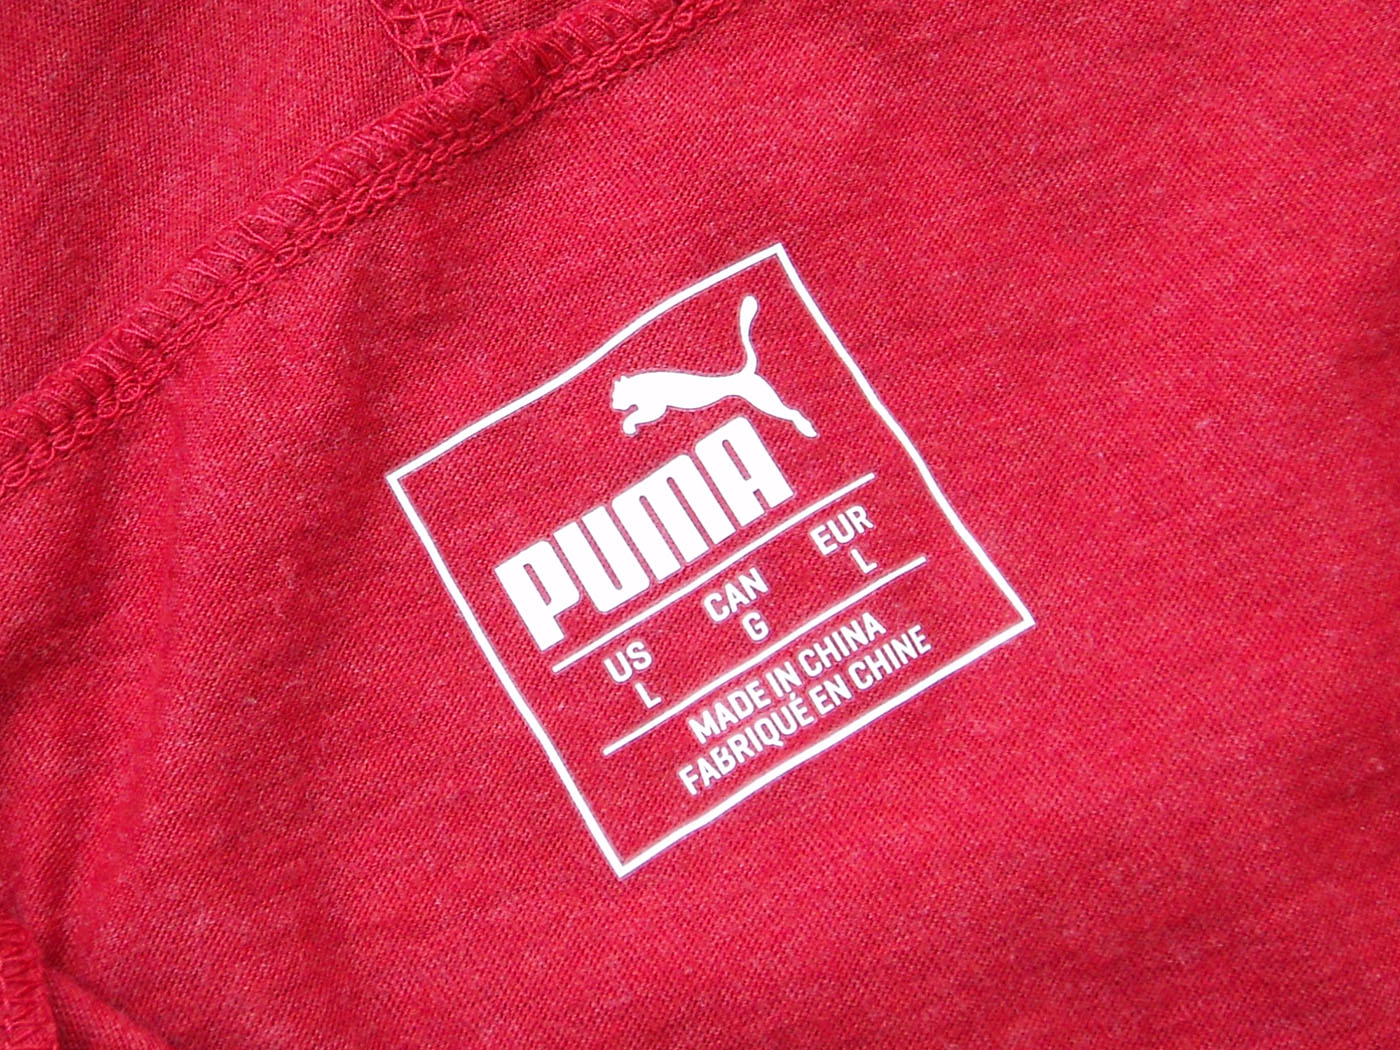 PUMA
US CAN EUR
L G L
MADE IN CHINA
FABRIQUÉ EN CHINE